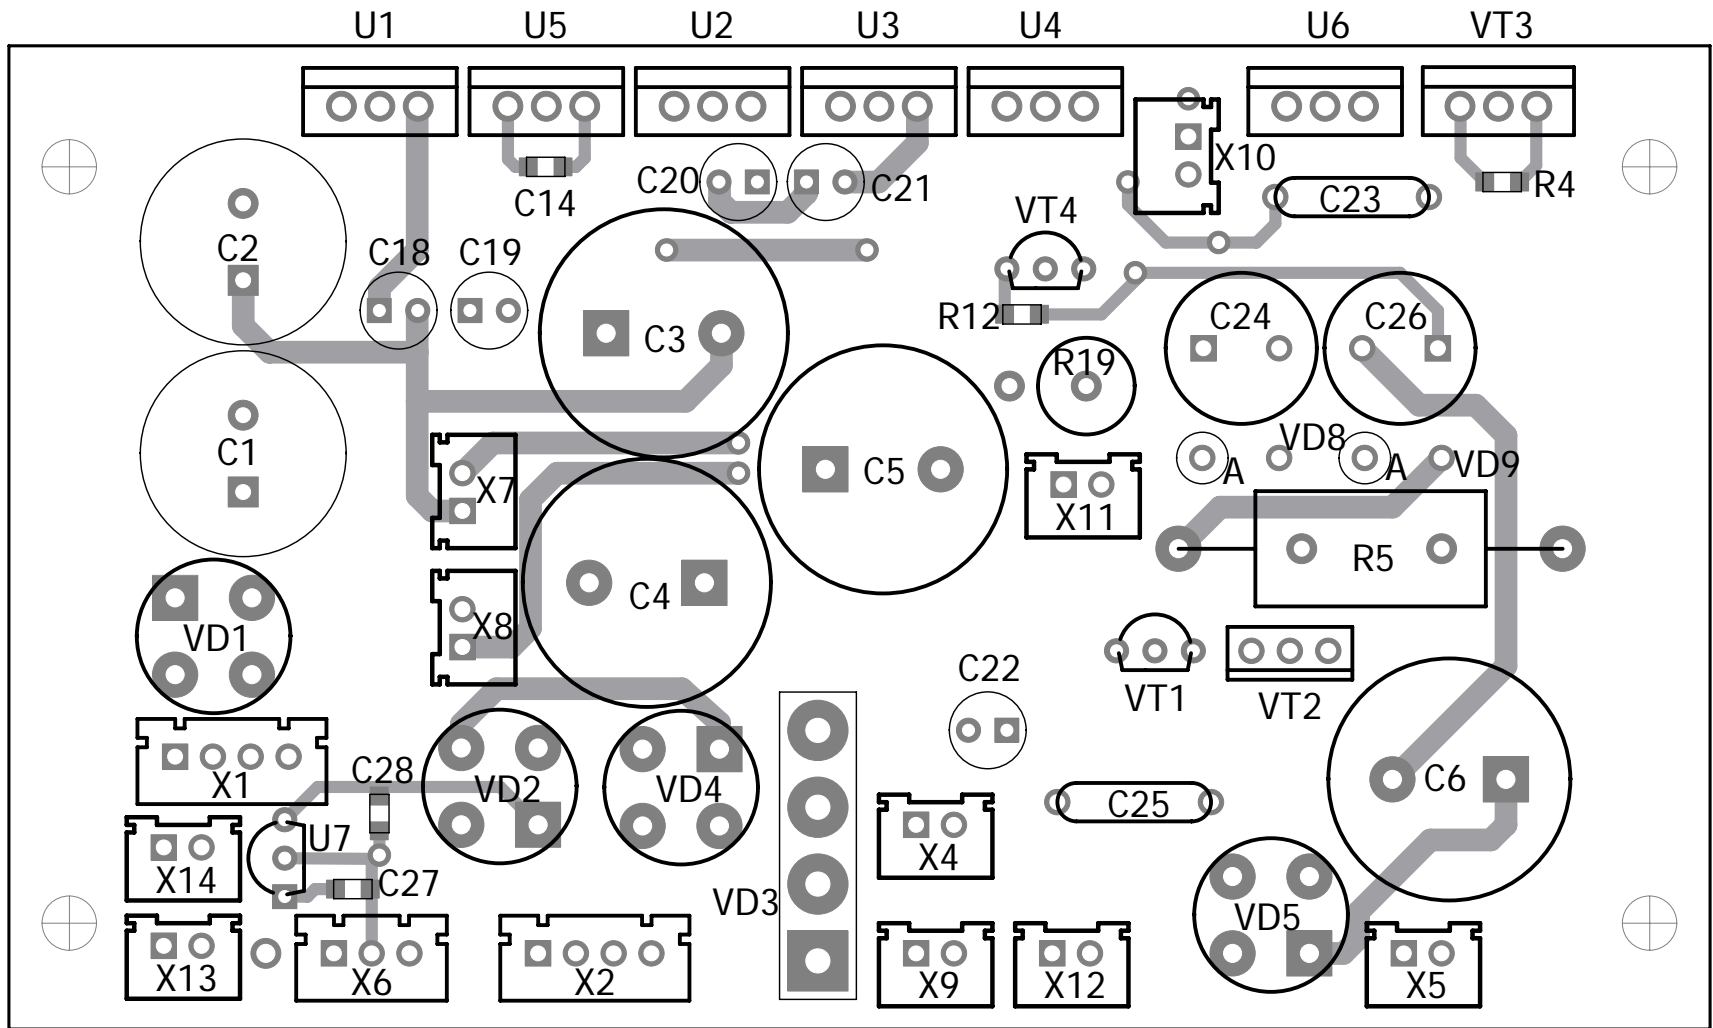 U1 U5 U2 U3 U4 U6 VT3
X10
C20 C21 R4
C14 C23
VT4
C2 C18 C19
R12 C24 C26
C3
R19
VD8
C1 C5 A A VD9
X7 X11
R5
C4
X8
VD1
C22
VT1 VT2
C28
X1 VD2 VD4 C6
C25
U7
X4
X14 C27
VD3 VD5
X13 X6 X2 X9 X12 X5